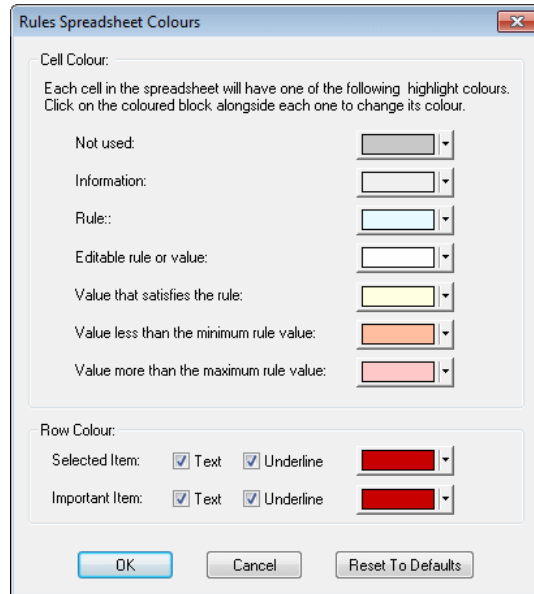 Rules Spreadsheet Colours
Cell Colour:
Each cell in the spreadsheet will have one of the following  highlight colours.
Click on the coloured block alongside each one to change its colour.
Not used:
Information:
Rule::
Editable rule or value:
Value that satisfies the rule:
Value less than the minimum rule value:
Value more than the maximum rule value:
Row Colour:
Selected Item: Text Underline
Important Item: Text Underline
OK Cancel Reset To Defaults